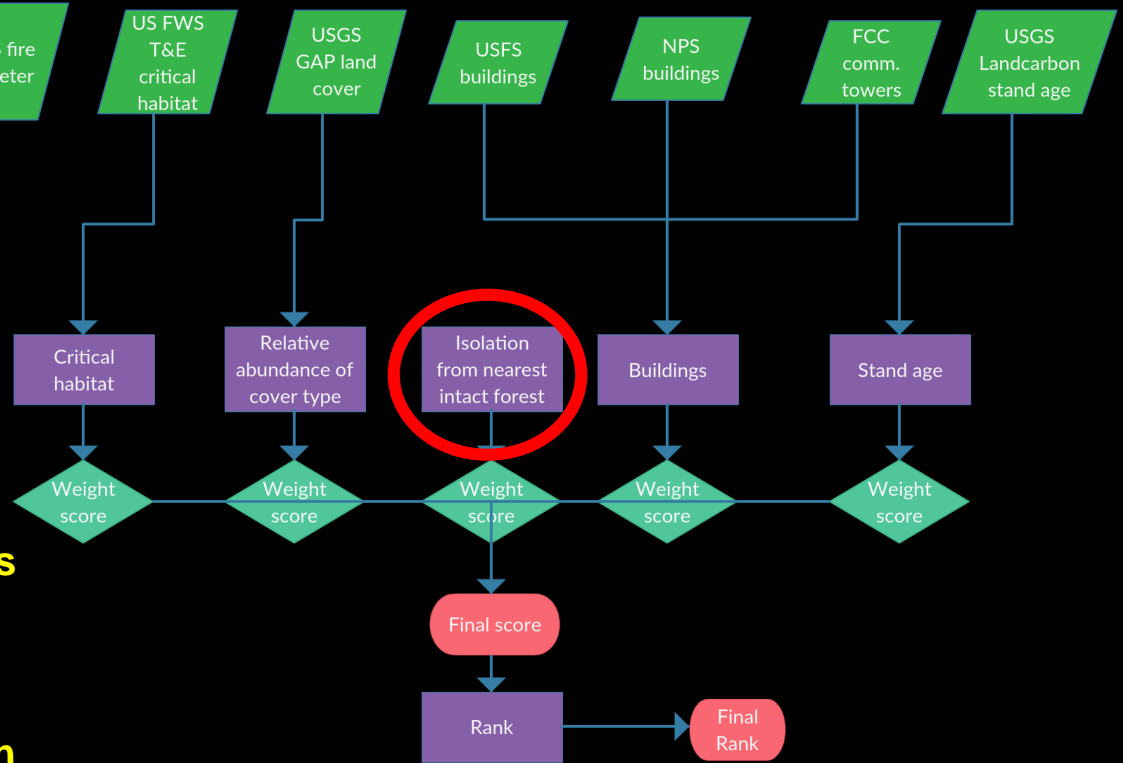 fire
US FWS
T&E
critical
habitat
USGS
GAP land
cover
USFS
buildings
NPS
buildings
FCC
comm.
towers
USGS
Landcarbon
stand age
Critical
habitat
Relative
abundance of
cover type
Isolation
from nearest
intact forest
Buildings
Stand age
Weight
score
Weight
score
Weight
score
Weight
score
Weight
score
Final score
Rank
Final
Rank